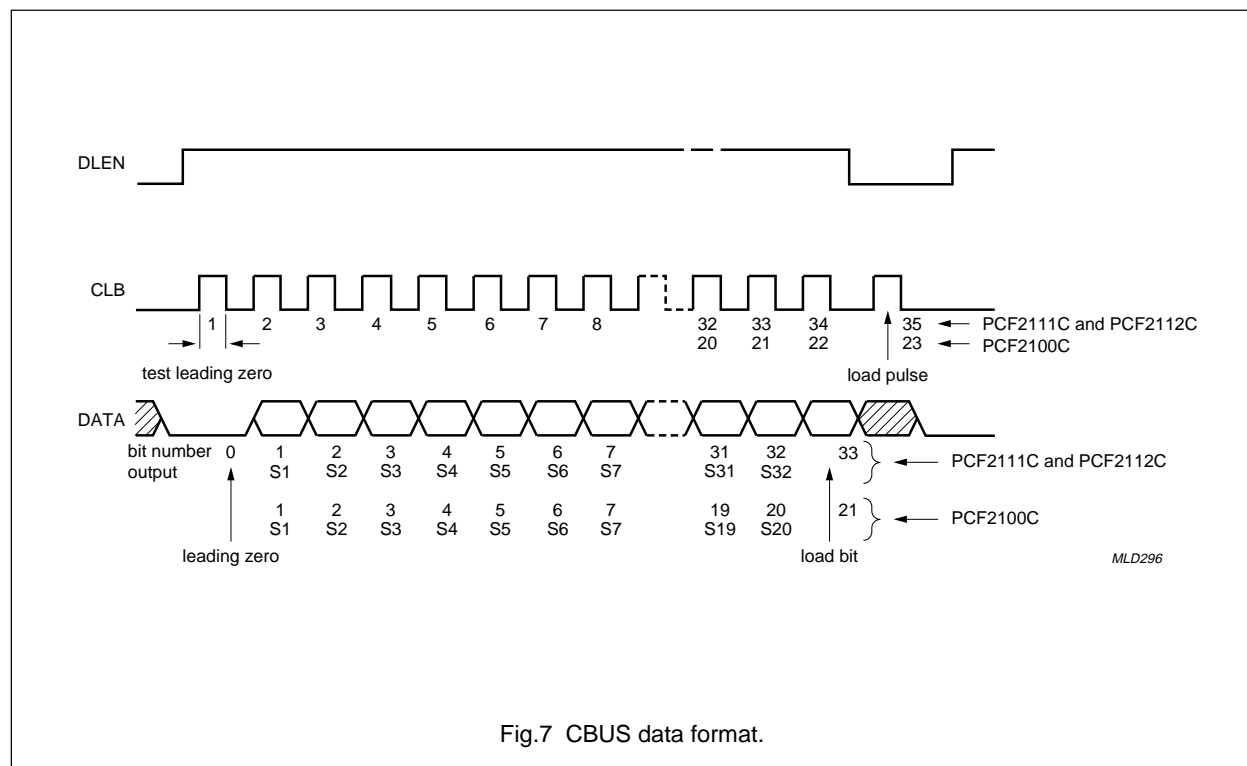 DLEN
CLB
1 2 3 4 5 6 7 8 32 33 34 35 PCF2111C and PCF2112C
20 21 22 23 PCF2100C
test leading zero
load pulse
DATA
bit number 0 1 2 3 4 5 6 7 31 32 33
output S1 S2 S3 S4 S5 S6 S7 S31 S32 PCF2111C and PCF2112C
1 2 3 4 5 6 7 19 20 21 PCF2100C
S1 S2 S3 S4 S5 S6 S7 S19 S20
leading zero load bit
MLD296
Fig.7 CBUS data format.